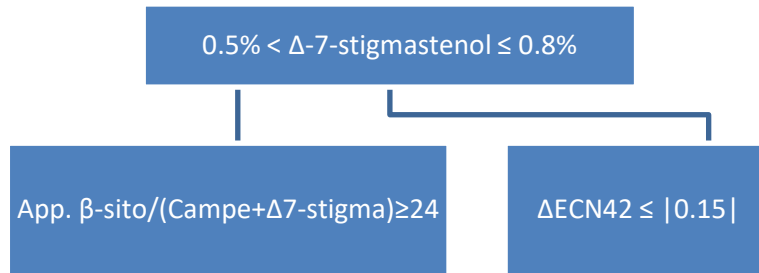 0.5% < Δ-7-stigmastenol ≤ 0.8%
App. β-sito/(Campe+Δ7-stigma)≥24
ΔECN42 ≤ |0.15|